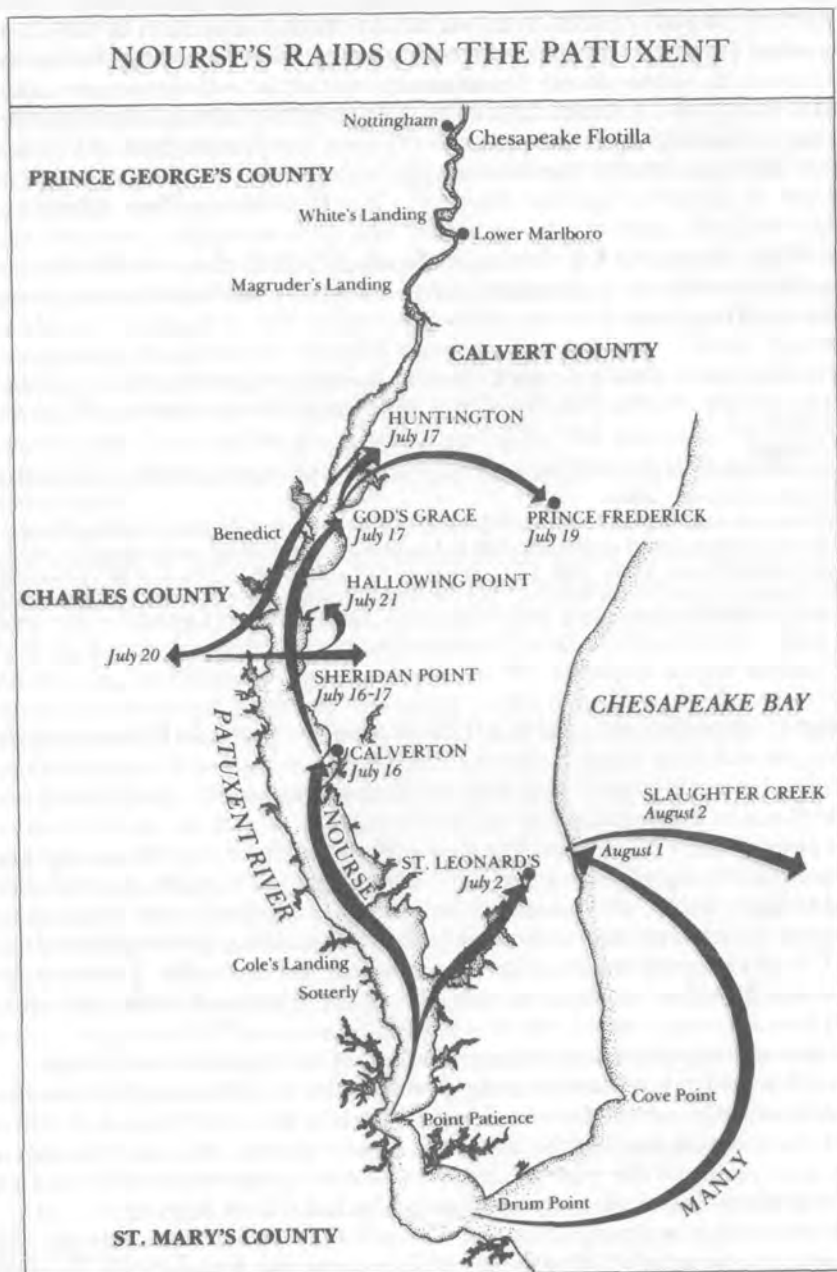 NOURSE'S RAIDS ON THE PATUXENT
Nottingham
Chesapeake Flotilla
PRINCE GEORGE'S COUNTY
White's Landing
Lower Marlboro
Magruder's Landing
CALVERT COUNTY
HUNTINGTON
July 17
GOD'S GRACE
July 17
PRINCE FREDERICK
July 19
Benedict
HALLOWING POINT
July 21
CHARLES COUNTY
July 20
SHERIDAN POINT
July 16-17
CHESAPEAKE BAY
PATUXENT RIVER
CALVERTON
July 16
NOURSE
SLAUGHTER CREEK
August 2
August 1
ST. LEONARD'S
July 2
Cole's Landing
Sotterly
Cove Point
Point Patience
MANLY
Drum Point
ST. MARY'S COUNTY